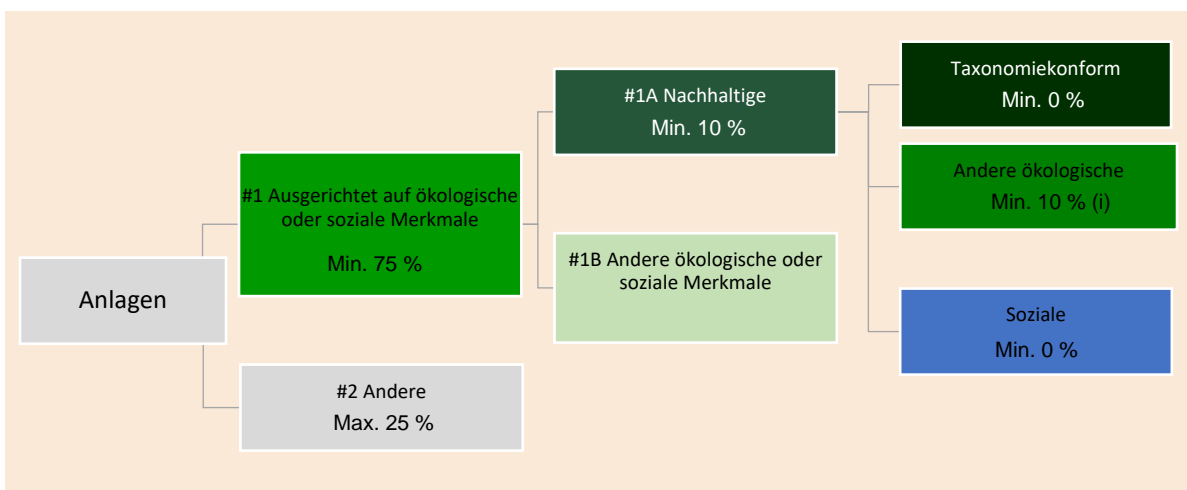 Anlagen
#1 Ausgerichtet auf ökologische
oder soziale Merkmale
Min. 75 %
#2 Andere
Max. 25 %
#1A Nachhaltige
Min. 10 %
#1B Andere ökologische oder
soziale Merkmale
Taxonomiekonform
Min. 0 %
Andere ökologische
Min. 10 % (i)
Soziale
Min. 0 %